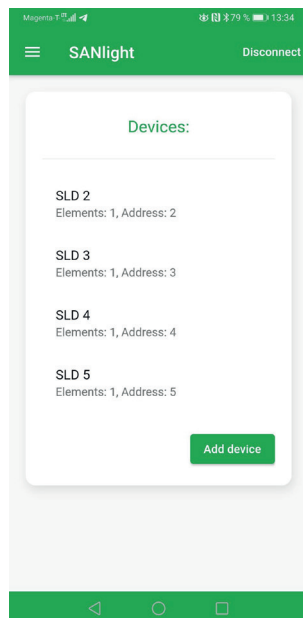 Magenta-T 79 % 13:34
SANlight Disconnect
Devices:
SLD 2
Elements: 1, Address: 2
SLD 3
Elements: 1, Address: 3
SLD 4
Elements: 1, Address: 4
SLD 5
Elements: 1, Address: 5
Add device